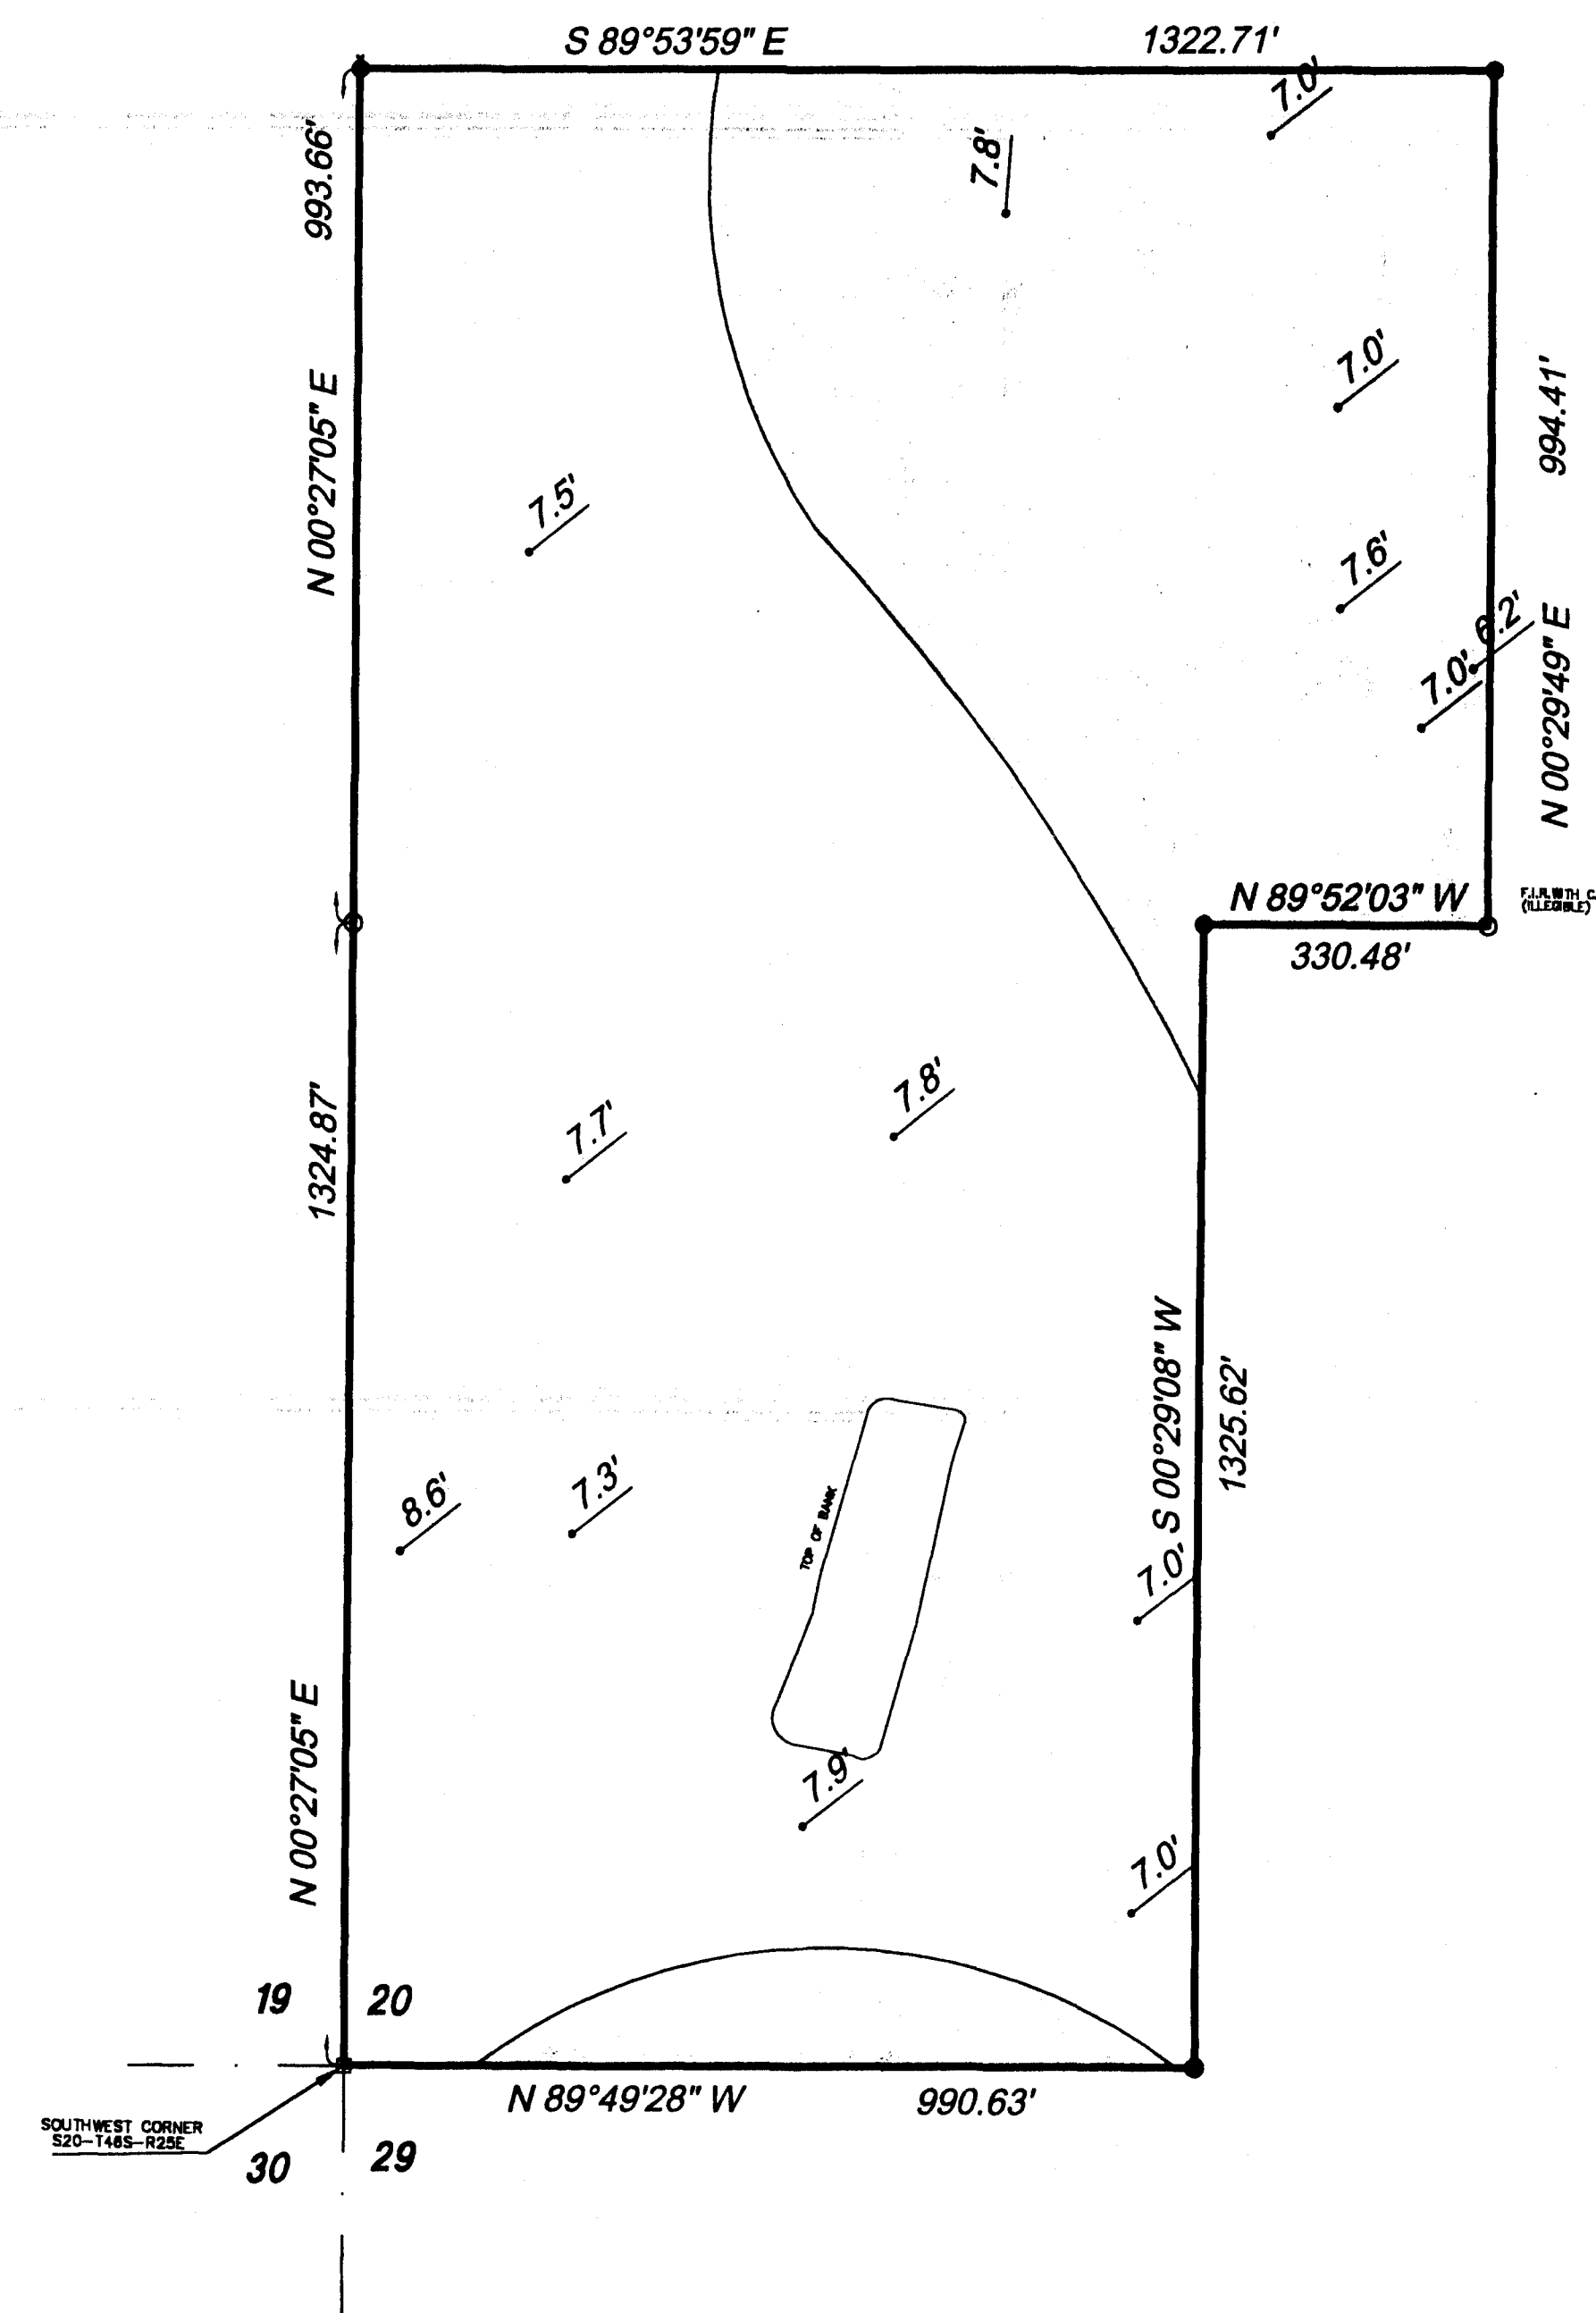 S 89°53'59" E
1322.71'
7.0'
993.66'
7.8'
N 00°27'05" E
7.0'
994.41'
7.5'
7.6'
6.2'
7.0'
N 00°29'49" E
N 89°52'03" W
330.48'
F.I.R. WITH C
(ILLEGIBLE)
1324.87'
7.7'
7.8'
S 00°29'08" W
1325.62'
8.6'
7.3'
TOP OF BANK
7.0'
N 00°27'05" E
7.9'
7.0'
19
20
N 89°49'28" W
990.63'
SOUTHWEST CORNER
S20-T46S-R25E
30
29